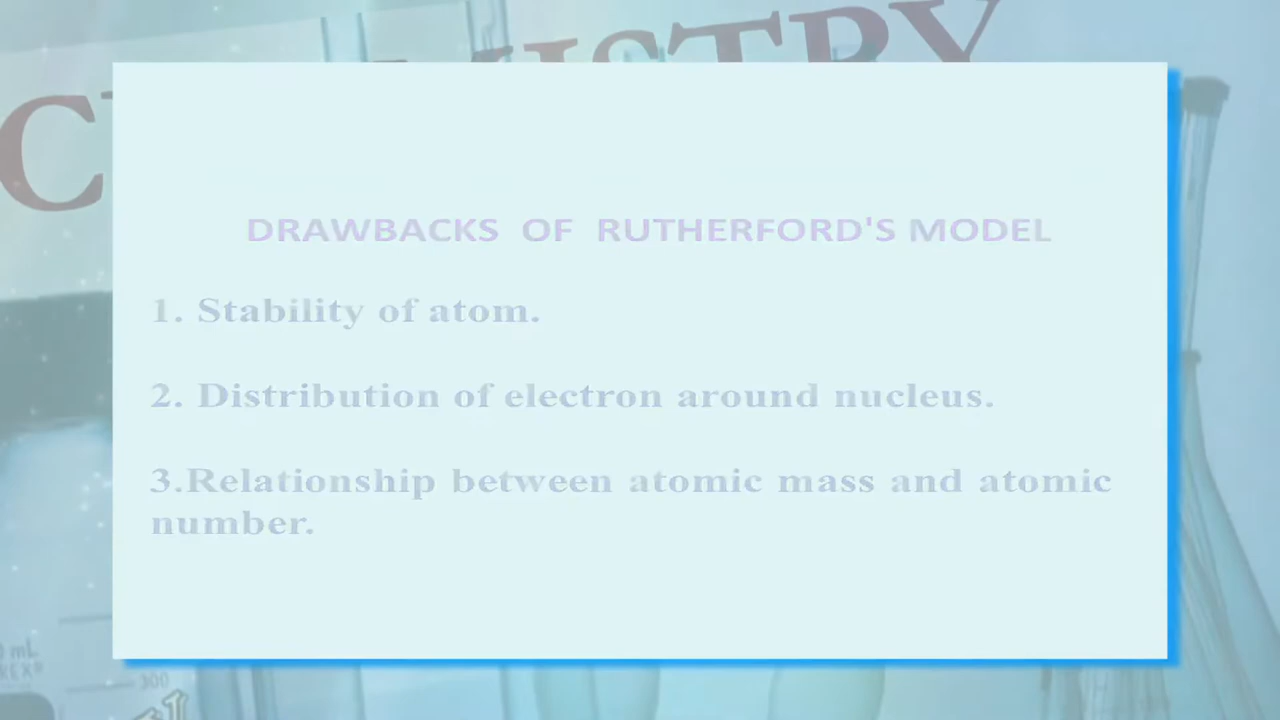 DRAWBACKS OF RUTHERFORD'S MODEL
1. Stability of atom.
2. Distribution of electron around nucleus.
3.Relationship between atomic mass and atomic
number.
300